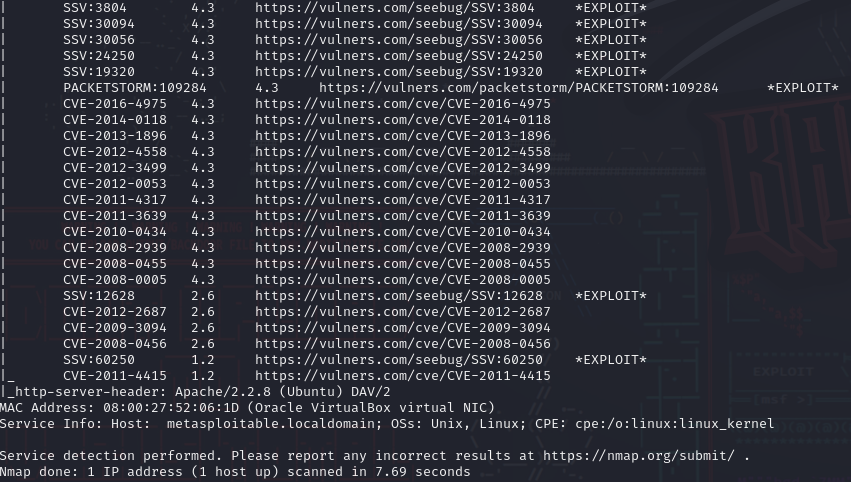 |       SSV:3804        4.3     https://vulners.com/seebug/SSV:3804     *EXPLOIT*
|       SSV:30094       4.3     https://vulners.com/seebug/SSV:30094    *EXPLOIT*
|       SSV:30056       4.3     https://vulners.com/seebug/SSV:30056    *EXPLOIT*
|       SSV:24250       4.3     https://vulners.com/seebug/SSV:24250    *EXPLOIT*
|       SSV:19320       4.3     https://vulners.com/seebug/SSV:19320    *EXPLOIT*
|       PACKETSTORM:109284      4.3     https://vulners.com/packetstorm/PACKETSTORM:109284      *EXPLOIT*
|       CVE-2016-4975   4.3     https://vulners.com/cve/CVE-2016-4975
|       CVE-2014-0118   4.3     https://vulners.com/cve/CVE-2014-0118
|       CVE-2013-1896   4.3     https://vulners.com/cve/CVE-2013-1896
|       CVE-2012-4558   4.3     https://vulners.com/cve/CVE-2012-4558
|       CVE-2012-3499   4.3     https://vulners.com/cve/CVE-2012-3499
|       CVE-2012-0053   4.3     https://vulners.com/cve/CVE-2012-0053
|       CVE-2011-4317   4.3     https://vulners.com/cve/CVE-2011-4317
|       CVE-2011-3639   4.3     https://vulners.com/cve/CVE-2011-3639
|       CVE-2010-0434   4.3     https://vulners.com/cve/CVE-2010-0434
|       CVE-2008-2939   4.3     https://vulners.com/cve/CVE-2008-2939
|       CVE-2008-0455   4.3     https://vulners.com/cve/CVE-2008-0455
|       CVE-2008-0005   4.3     https://vulners.com/cve/CVE-2008-0005
|       SSV:12628       2.6     https://vulners.com/seebug/SSV:12628    *EXPLOIT*
|       CVE-2012-2687   2.6     https://vulners.com/cve/CVE-2012-2687
|       CVE-2009-3094   2.6     https://vulners.com/cve/CVE-2009-3094
|       CVE-2008-0456   2.6     https://vulners.com/cve/CVE-2008-0456
|       SSV:60250       1.2     https://vulners.com/seebug/SSV:60250    *EXPLOIT*
|_      CVE-2011-4415   1.2     https://vulners.com/cve/CVE-2011-4415
|_http-server-header: Apache/2.2.8 (Ubuntu) DAV/2
MAC Address: 08:00:27:52:06:1D (Oracle VirtualBox virtual NIC)
Service Info: Host:  metasploitable.localdomain; OSs: Unix, Linux; CPE: cpe:/o:linux:linux_kernel

Service detection performed. Please report any incorrect results at https://nmap.org/submit/ .
Nmap done: 1 IP address (1 host up) scanned in 7.69 seconds